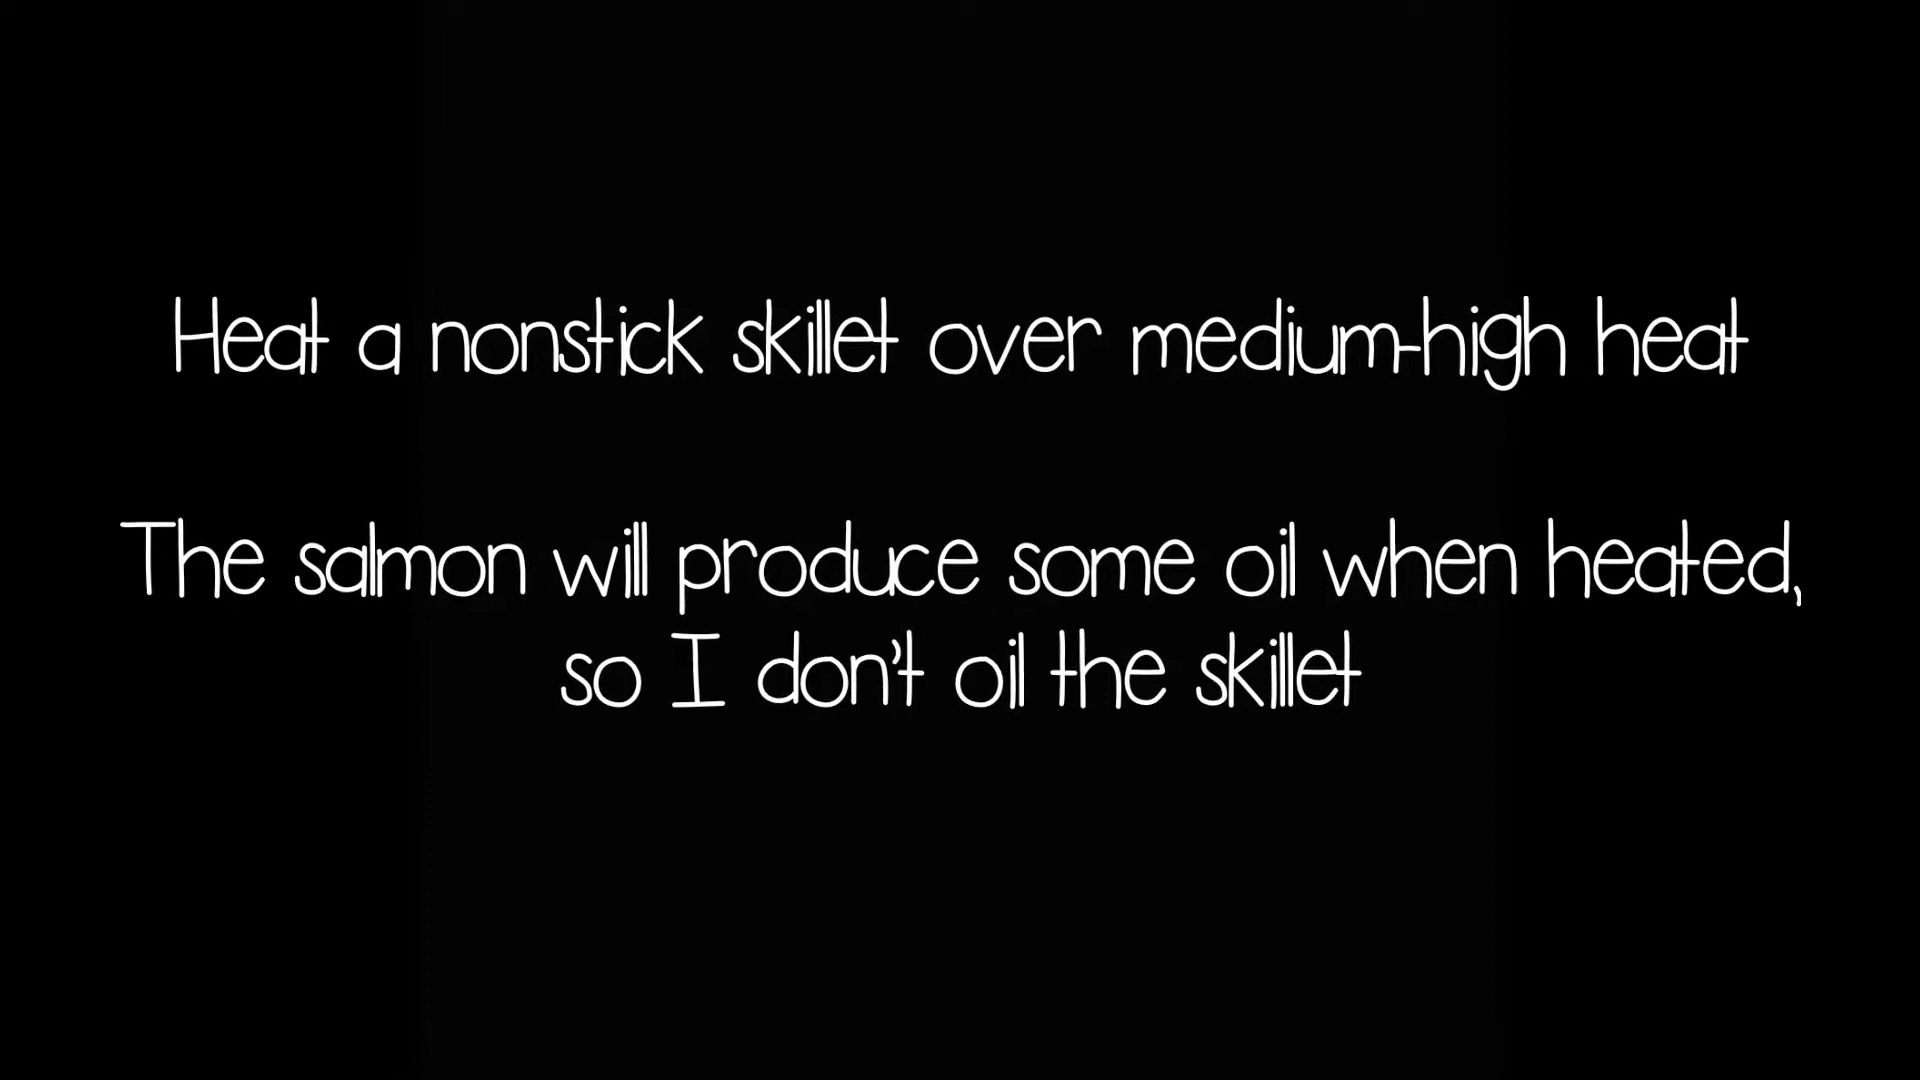 Heat a nonstick skillet over medium-high heat
The salmon will produce some oil when heated,
so I don't oil the skillet